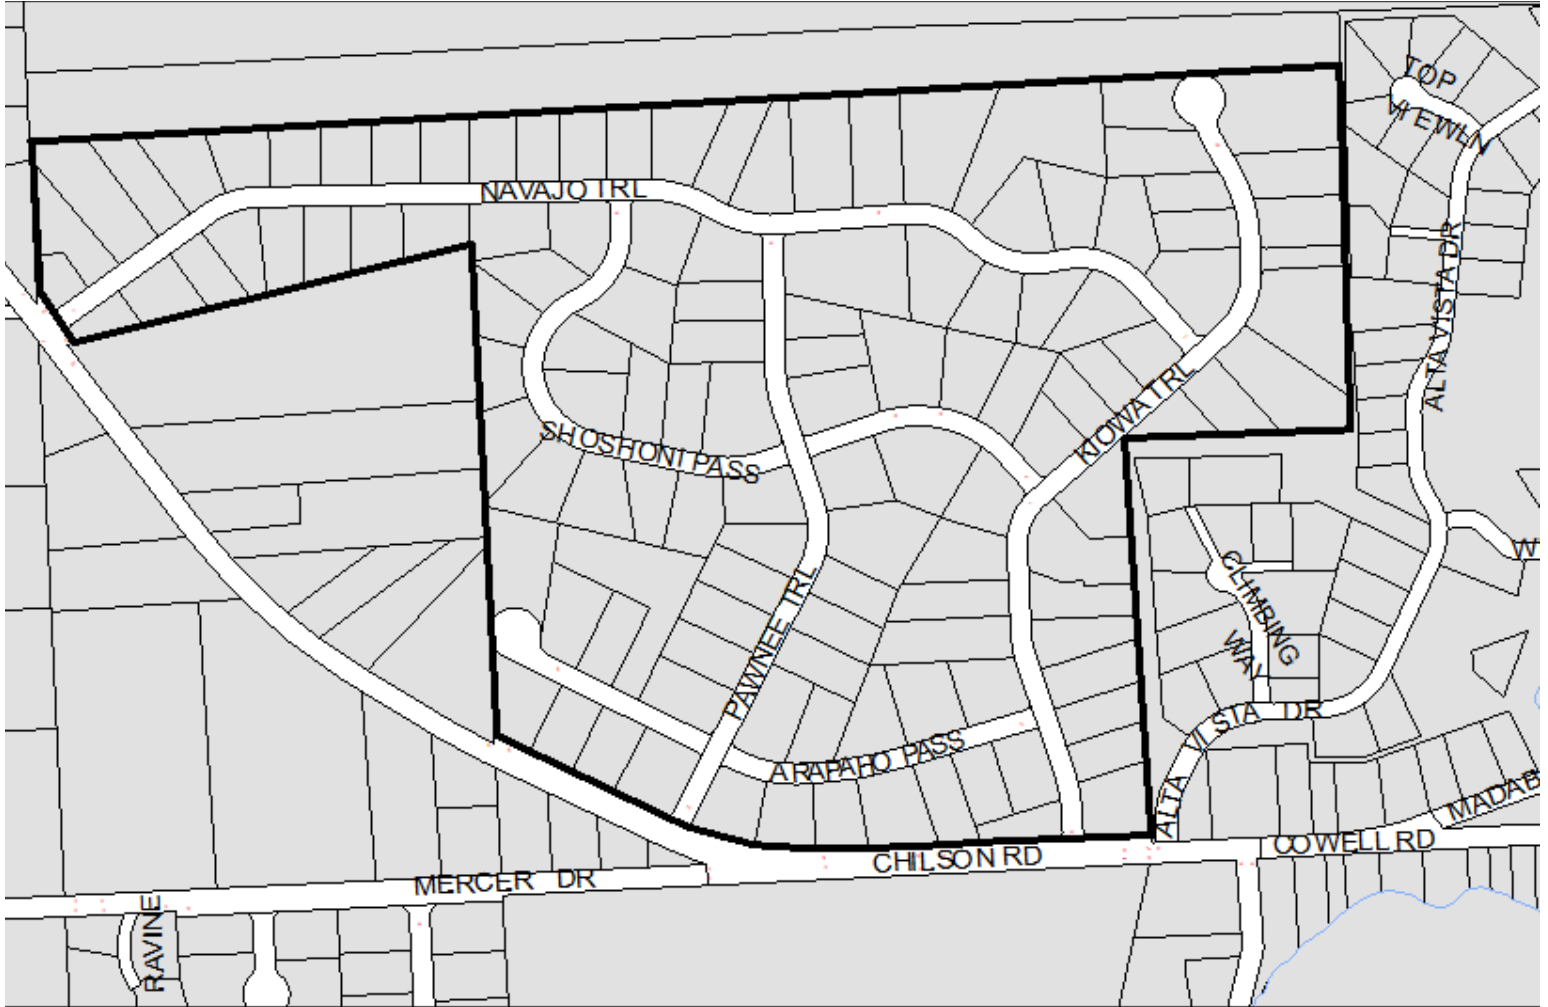 TOP
VIEW LN
NAVAJO TRL
ALTA VISTA DR
KIOWA TRL
SHOSHONI PASS
W
CLIMBING
WAY
PAWNEE TRL
ALTA VISTA DR
ARAPAHO PASS
MADAB
COWELL RD
CHILSON RD
MERCER DR
RAVINE